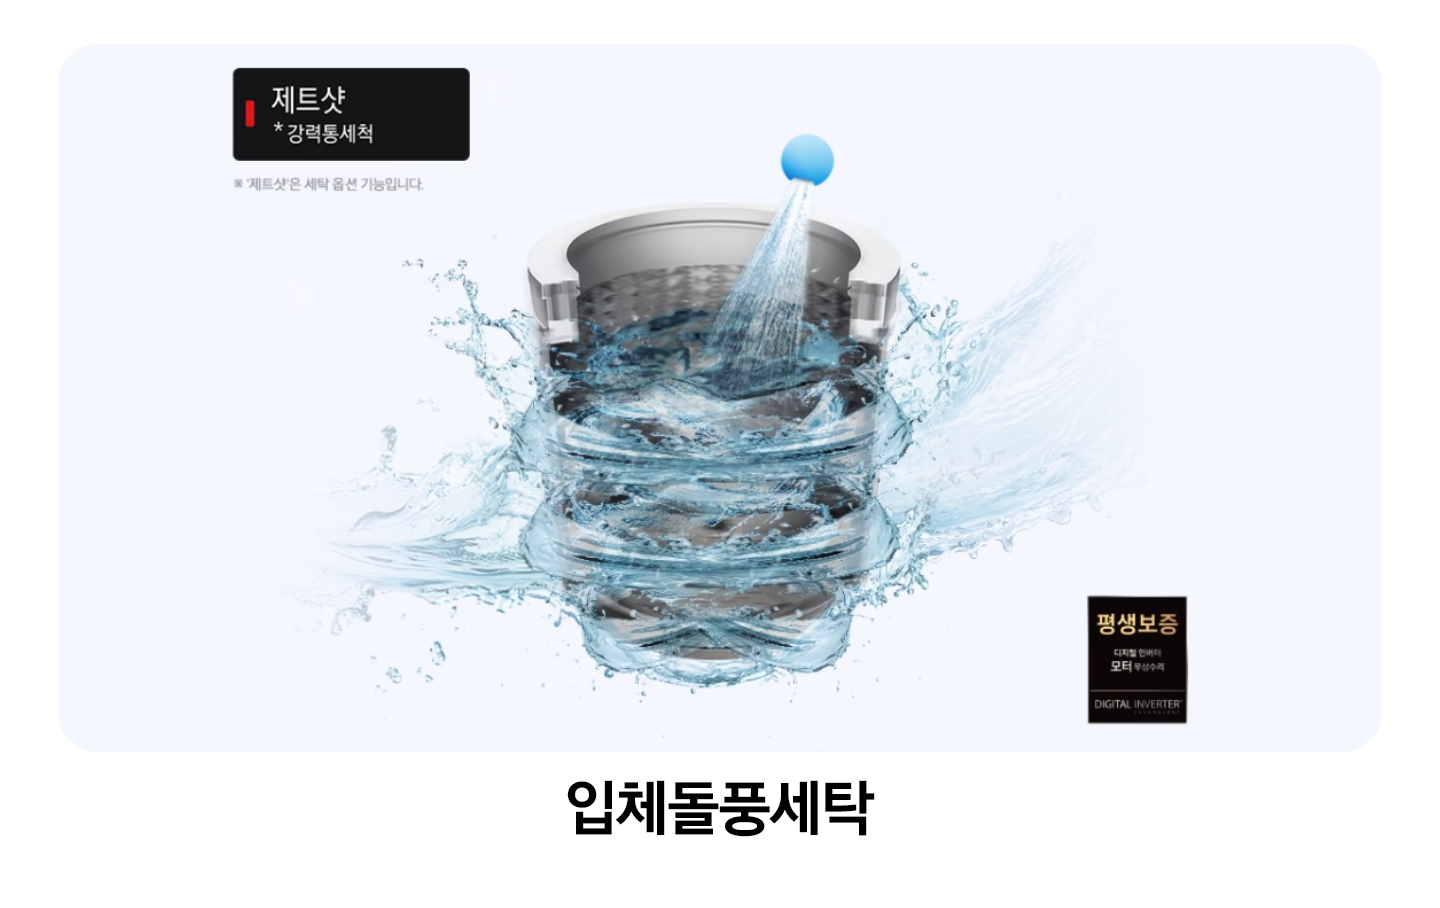 제트샷
*강력통세척
※ '제트샷'은 세탁 옵션 기능입니다.
평생보증
디지털 인버터
모터 무상수리
DIGITAL INVERTER™
TECHNOLOGY
입체돌풍세탁